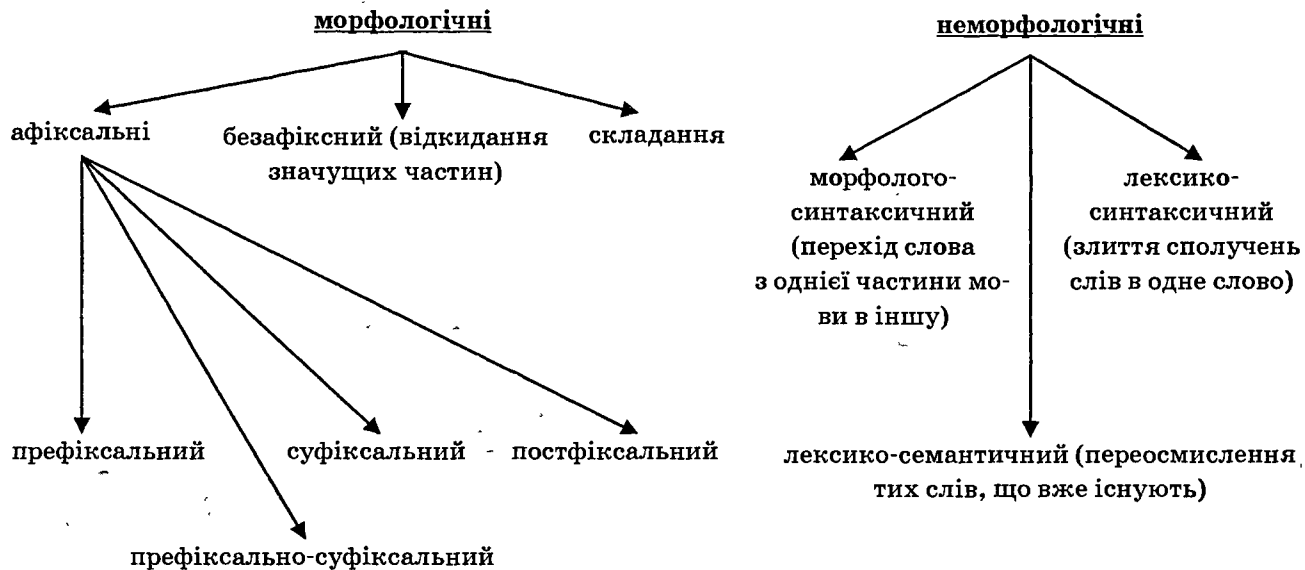 морфологічні
афіксальні
безафіксний (відкидання
значущих частин)
складання
префіксальний
суфіксальний
постфіксальний
префіксально-суфіксальний
неморфологічні
морфолого-
синтаксичний
(перехід слова
з однієї частини мо-
ви в іншу)
лексико-
синтаксичний
(злиття сполучень
слів в одне слово)
лексико-семантичний (переосмислення
тих слів, що вже існують)